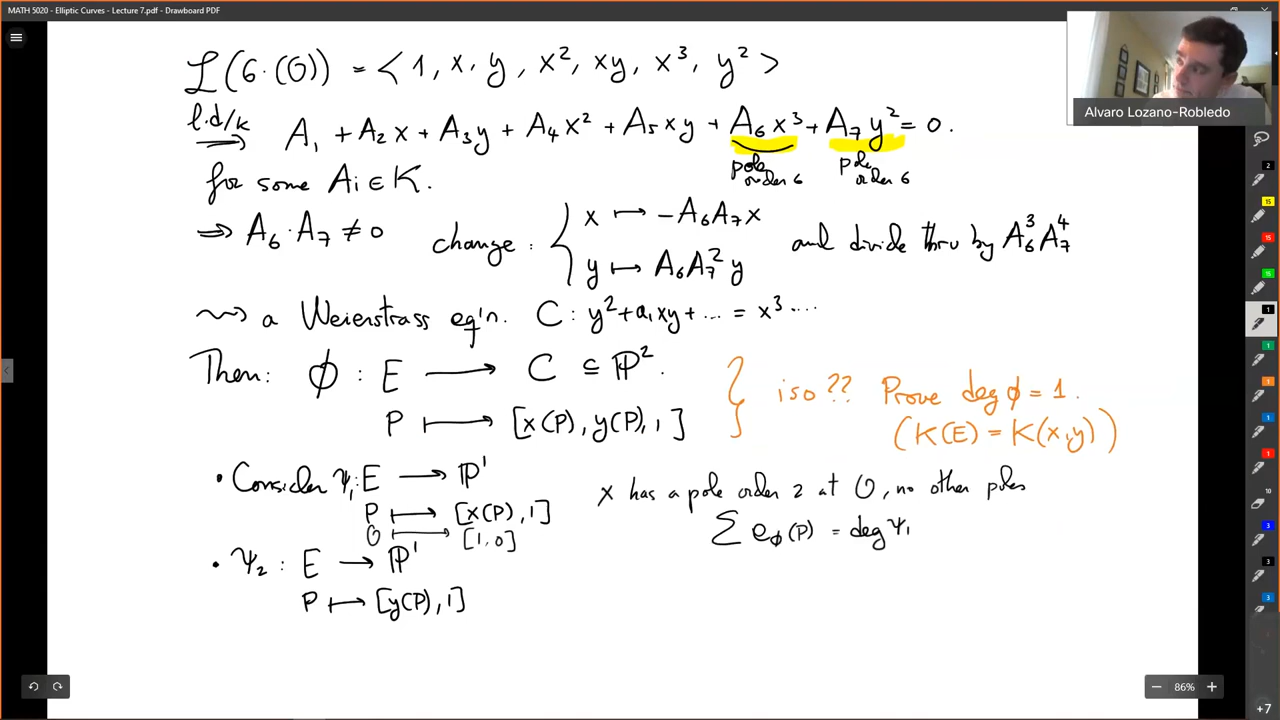 MATH 5020 - Elliptic Curves - Lecture 7.pdf - Drawboard PDF
Alvaro Lozano-Robledo
L(6·(O)) = < 1, x, y, x², xy, x³, y² >
l.d/k ⟹ A₁ + A₂x + A₃y + A₄x² + A₅xy + A₆x³ + A₇y² = 0.
pole order 6 pole order 6
for some Ai ∈ K.
⟹ A₆·A₇ ≠ 0 change: { x ↦ -A₆A₇x
y ↦ A₆A₇²y
and divide thru by A₆³A₇⁴
⇝ a Weierstrass eq'n. C: y² + a₁xy + ... = x³ ....
Then: ϕ: E ⟶ C ⊆ ℙ².
P ⟼ [x(P), y(P), 1]
} iso?? Prove deg ϕ = 1.
(K(E) = K(x,y))
• Consider Ψ₁: E ⟶ ℙ¹
P ⟼ [x(P), 1]
O ⟼ [1, 0]
x has a pole order 2 at O, no other poles
Σ e_ϕ(P) = deg Ψ₁
• Ψ₂: E ⟶ ℙ¹
P ⟼ [y(P), 1]
86%
+7